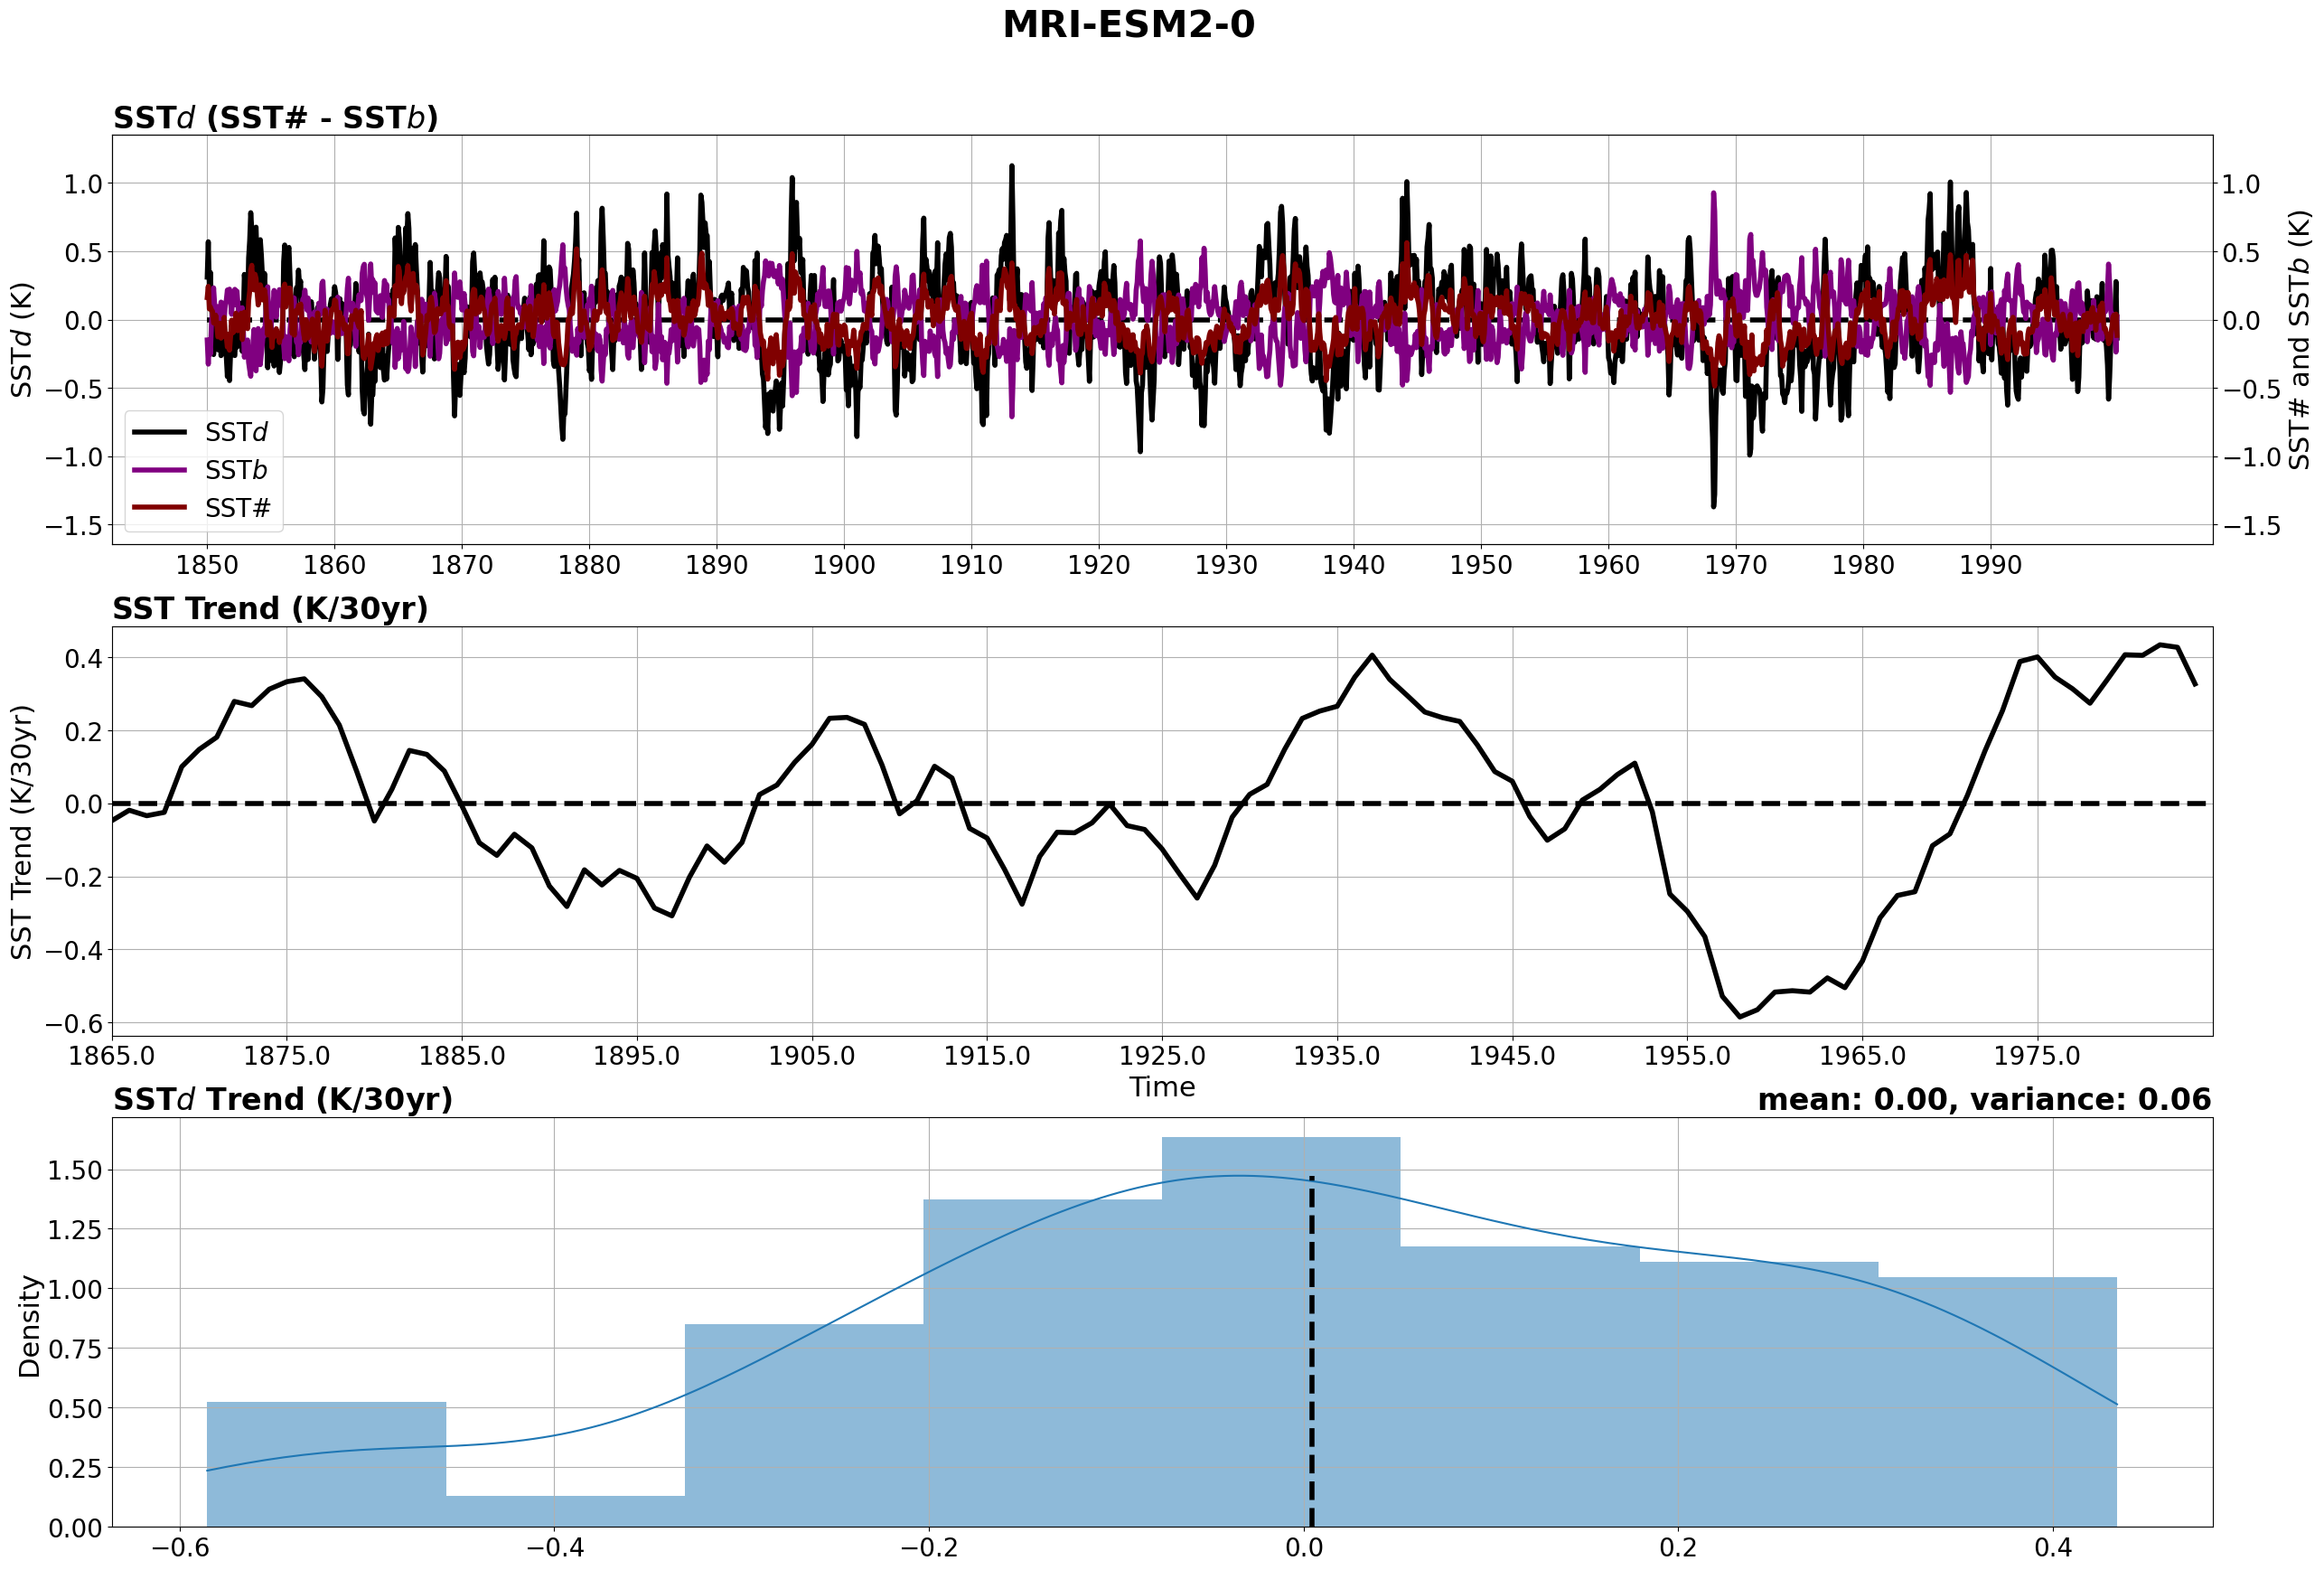 MRI-ESM2-0
SSTd (SST# - SSTb)
SSTd (K)
1.0
0.5
0.0
−0.5
−1.0
−1.5
SSTd
SSTb
SST#
1.0
0.5
0.0
−0.5
−1.0
−1.5
SST# and SSTb (K)
1850 1860 1870 1880 1890 1900 1910 1920 1930 1940 1950 1960 1970 1980 1990
SST Trend (K/30yr)
SST Trend (K/30yr)
0.4
0.2
0.0
−0.2
−0.4
−0.6
1865.0 1875.0 1885.0 1895.0 1905.0 1915.0 1925.0 1935.0 1945.0 1955.0 1965.0 1975.0
Time
SSTd Trend (K/30yr) mean: 0.00, variance: 0.06
Density
1.50
1.25
1.00
0.75
0.50
0.25
0.00
−0.6 −0.4 −0.2 0.0 0.2 0.4